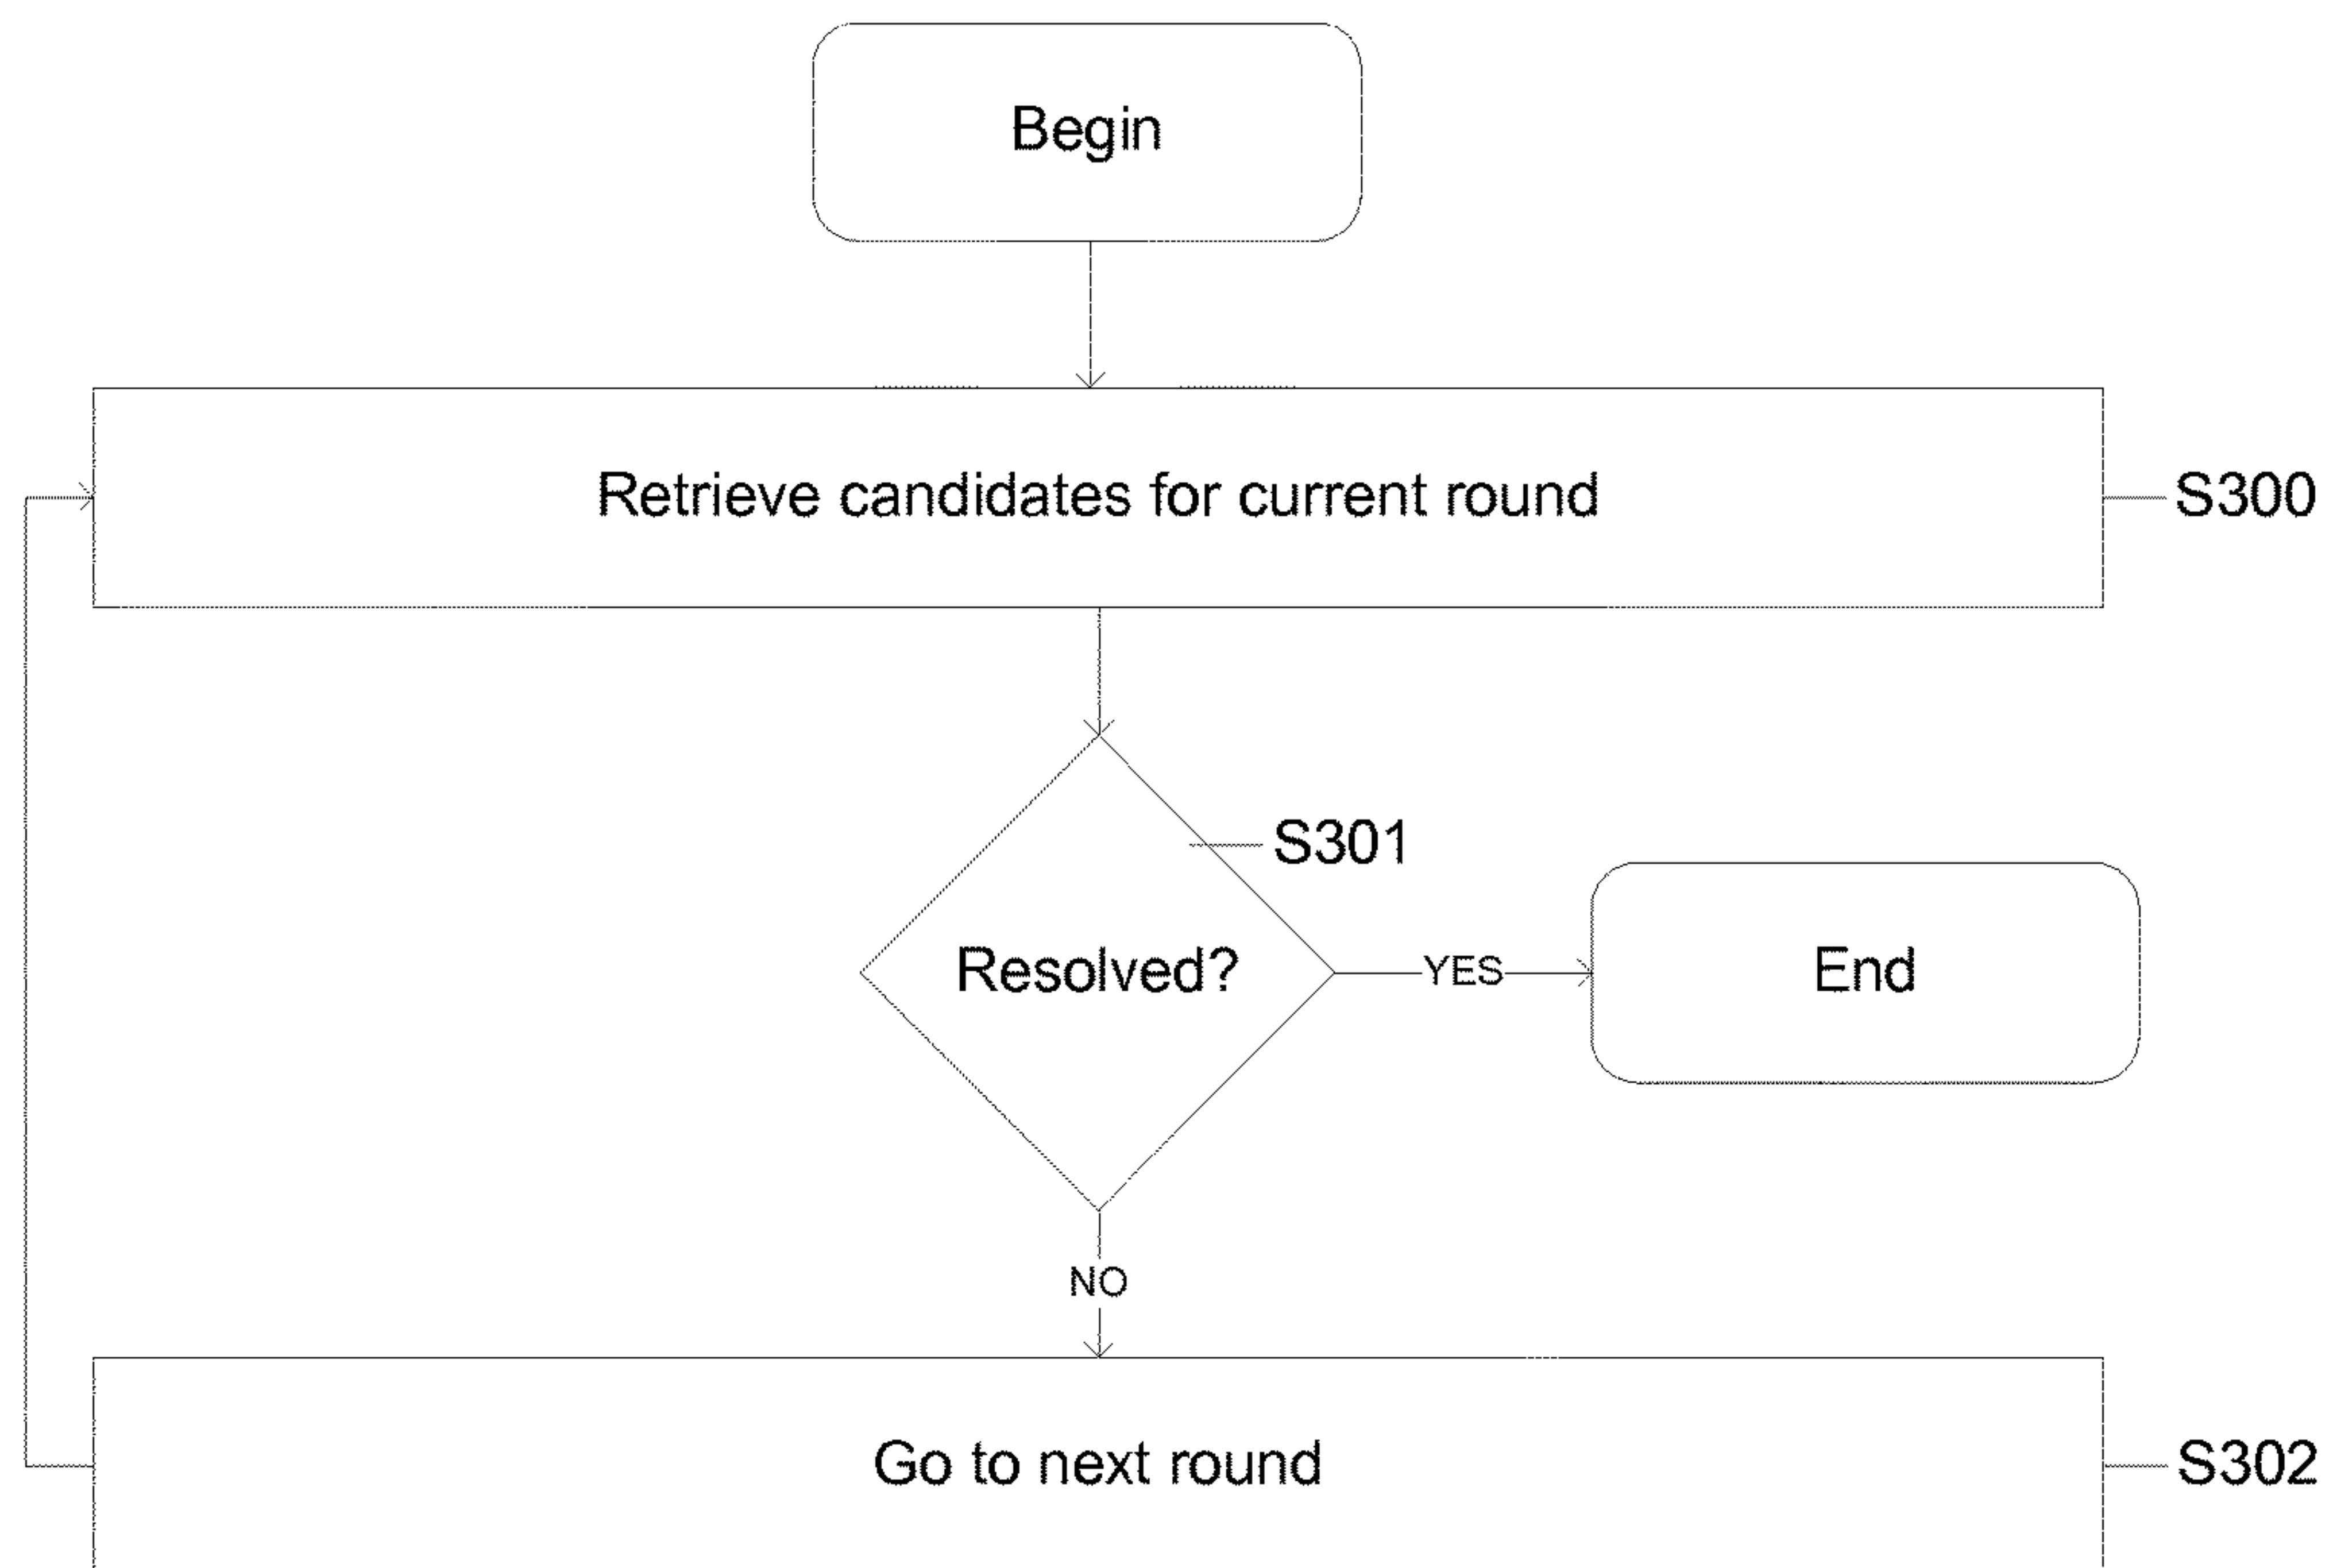 Begin
Retrieve candidates for current round
S300
S301
Resolved?
YES
End
NO
Go to next round
S302